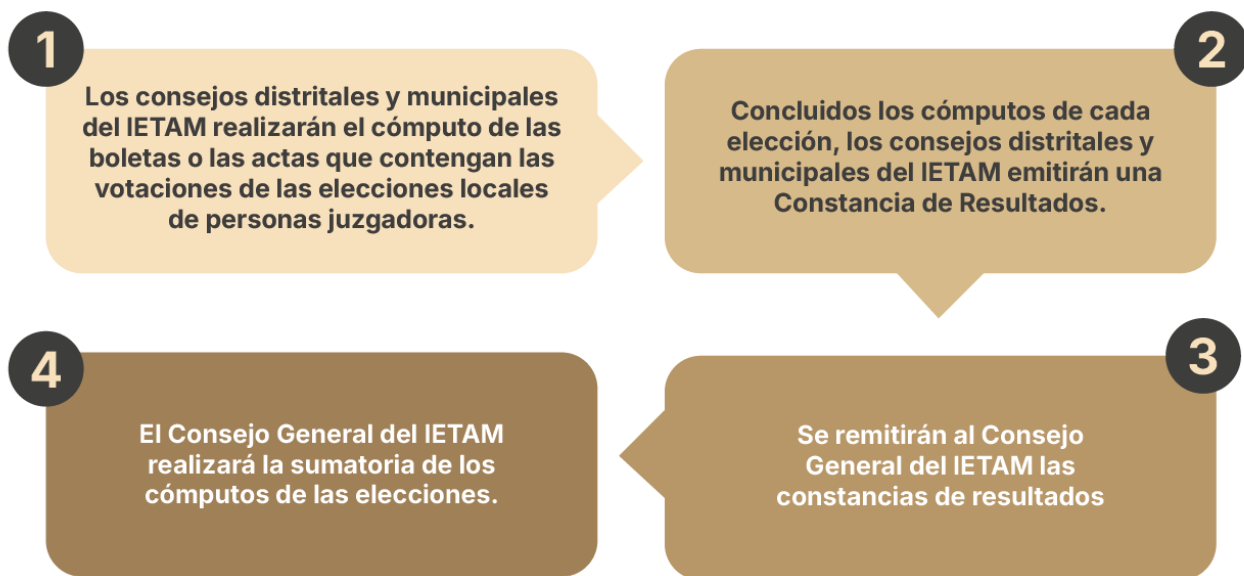 1
Los consejos distritales y municipales
del IETAM realizarán el cómputo de las
boletas o las actas que contengan las
votaciones de las elecciones locales
de personas juzgadoras.
2
Concluidos los cómputos de cada
elección, los consejos distritales y
municipales del IETAM emitirán una
Constancia de Resultados.
3
Se remitirán al Consejo
General del IETAM las
constancias de resultados
4
El Consejo General del IETAM
realizará la sumatoria de los
cómputos de las elecciones.